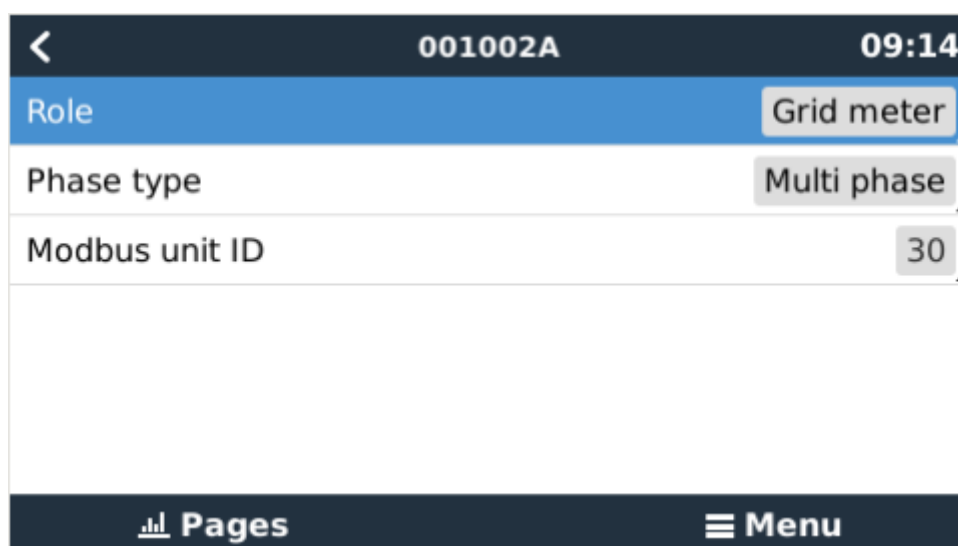 001002A 09:14
Role Grid meter
Phase type Multi phase
Modbus unit ID 30
Pages Menu